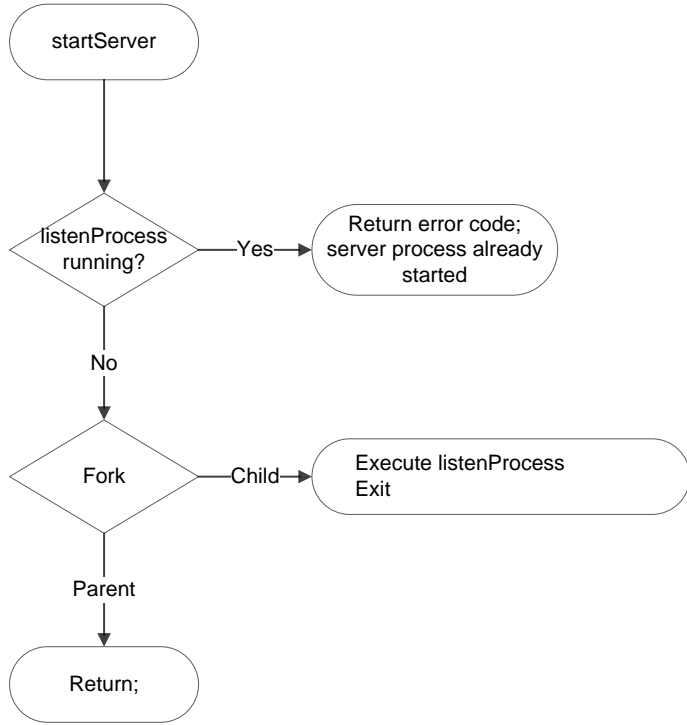 startServer
listenProcess
running?
Yes
Return error code;
server process already
started
No
Fork
Child
Execute listenProcess
Exit
Parent
Return;